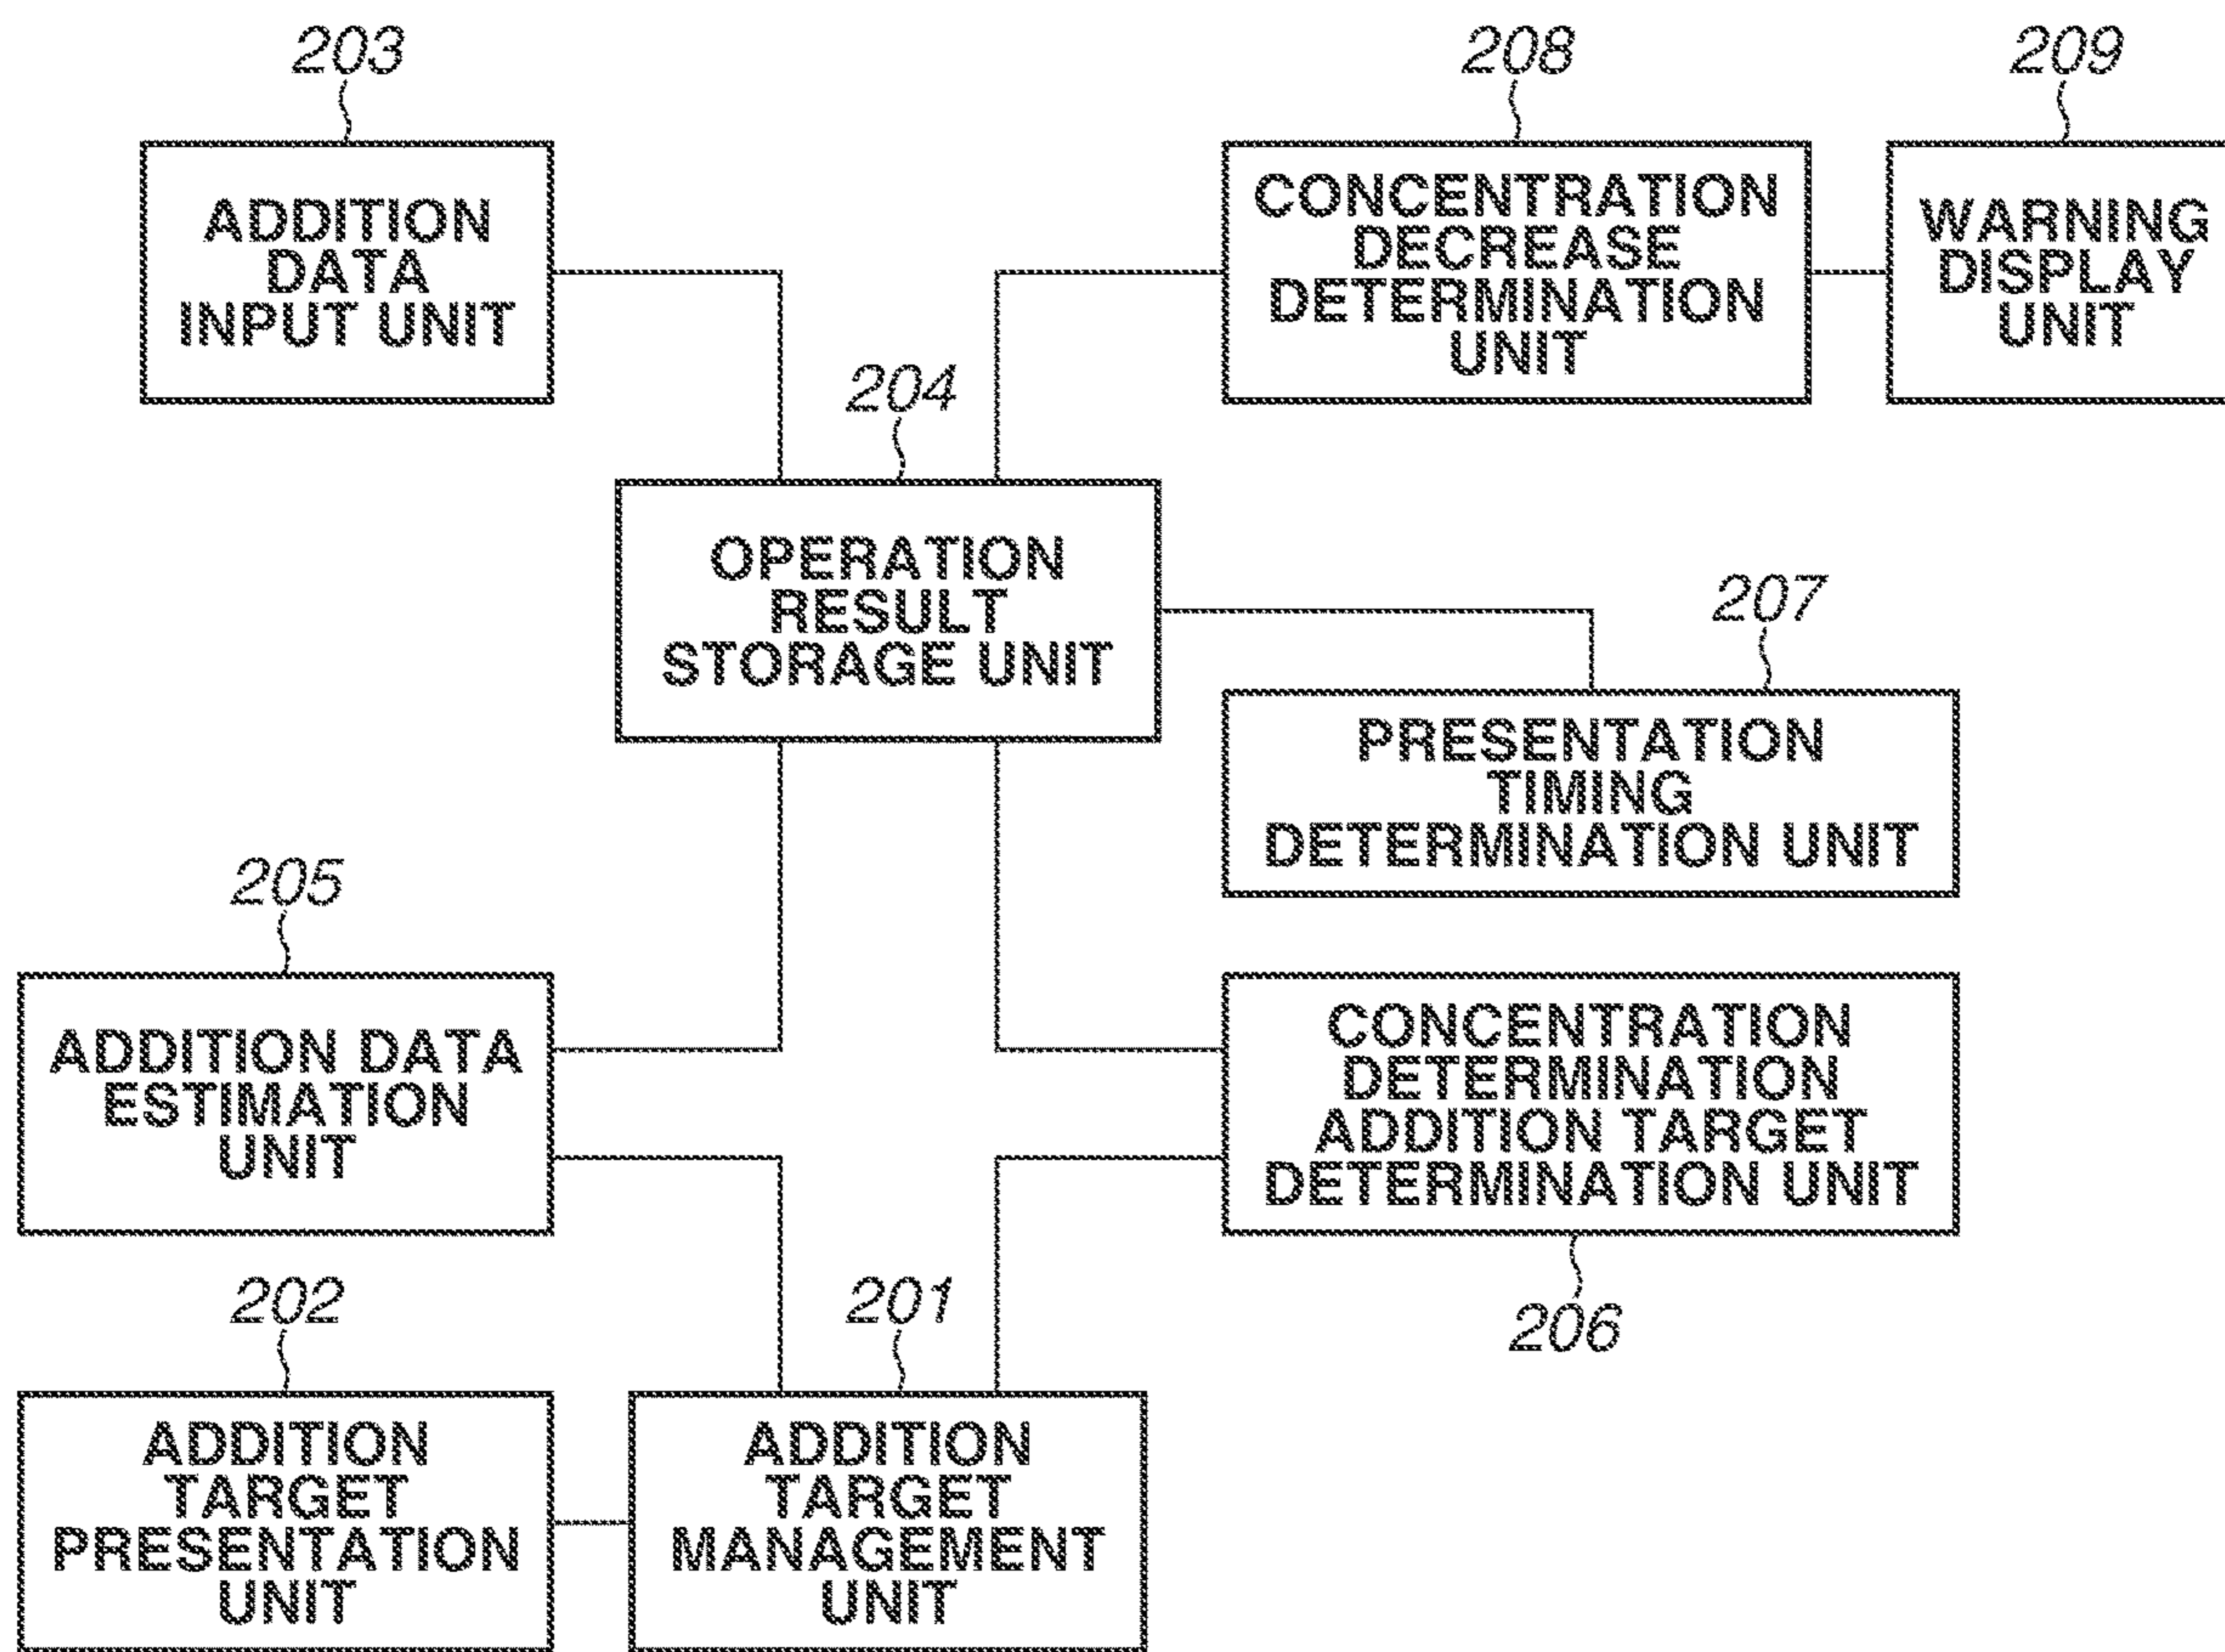 203
208
209
ADDITION
DATA
INPUT UNIT
CONCENTRATION
DECREASE
DETERMINATION
UNIT
WARNING
DISPLAY
UNIT
204
OPERATION
RESULT
STORAGE UNIT
207
PRESENTATION
TIMING
DETERMINATION UNIT
205
ADDITION DATA
ESTIMATION
UNIT
CONCENTRATION
DETERMINATION
ADDITION TARGET
DETERMINATION UNIT
206
202
201
ADDITION
TARGET
PRESENTATION
UNIT
ADDITION
TARGET
MANAGEMENT
UNIT